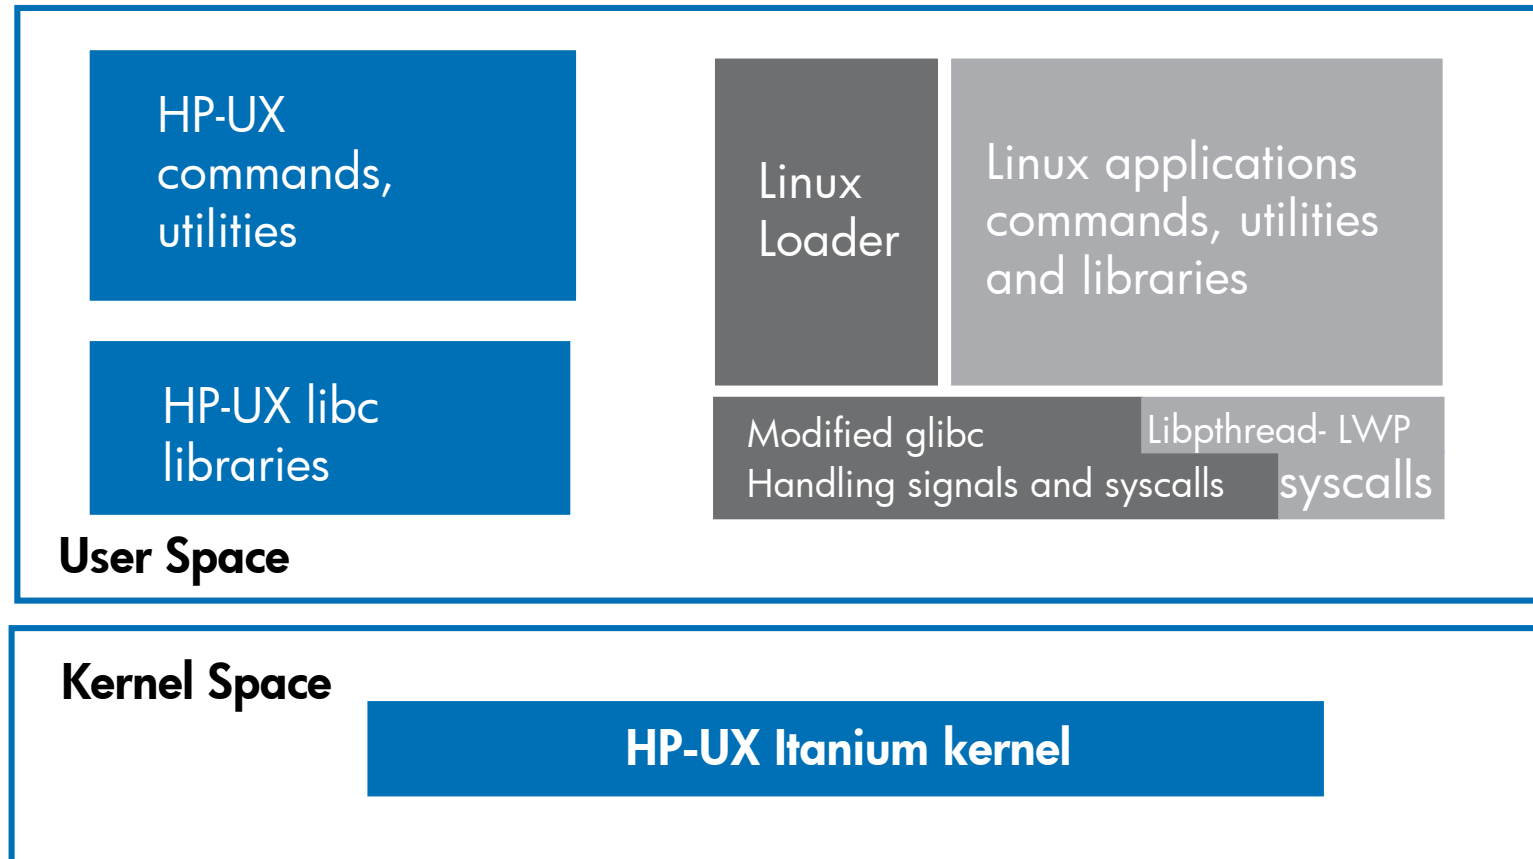 HP-UX
commands,
utilities
HP-UX libc
libraries
User Space
Linux
Loader
Linux applications
commands, utilities
and libraries
Modified glibc
Handling signals and syscalls
Libpthread- LWP
syscalls
Kernel Space
HP-UX Itanium kernel